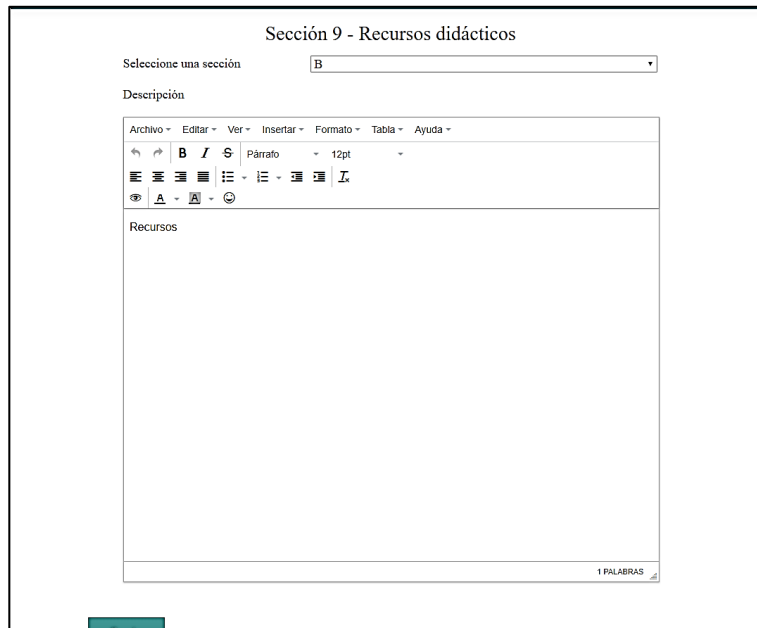 Sección 9 - Recursos didácticos
Seleccione una sección B
Descripción
Archivo Editar Ver Insertar Formato Tabla Ayuda
B I S Párrafo 12pt
A A
Recursos
1 PALABRAS